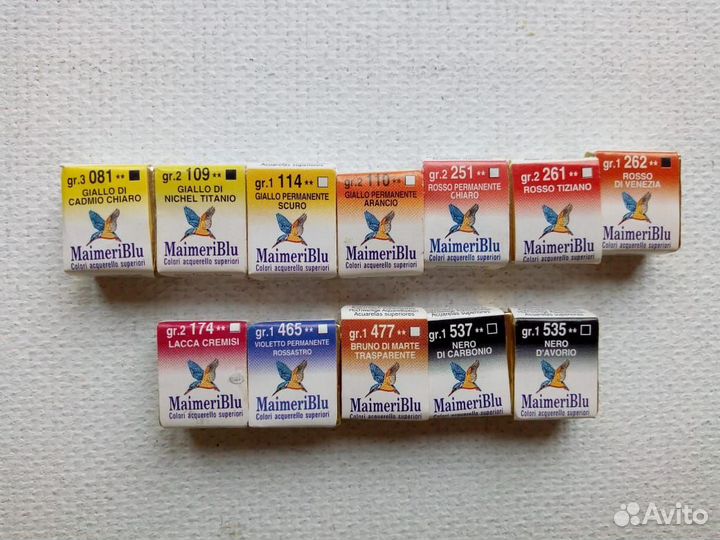 gr.3 081 **
GIALLO DI
CADMIO CHIARO
MaimeriBlu
Colori acquerello superiori
gr.2 109 **
GIALLO DI
NICHEL TITANIO
MaimeriBlu
Colori acquerello superiori
gr.1 114 **
GIALLO PERMANENTE
SCURO
MaimeriBlu
Colori acquerello superiori
gr.2 110 **
GIALLO PERMANENTE
ARANCIO
MaimeriBlu
Colori acquerello superiori
gr.2 251 **
ROSSO PERMANENTE
CHIARO
MaimeriBlu
Colori acquerello superiori
gr.2 261 **
ROSSO TIZIANO
MaimeriBlu
Colori acquerello superiori
gr.1 262 **
ROSSO
DI VENEZIA
MaimeriBlu
Colori acquerello superiori
gr.2 174 **
LACCA CREMISI
MaimeriBlu
Colori acquerello superiori
gr.1 465 **
VIOLETTO PERMANENTE
ROSSASTRO
MaimeriBlu
Colori acquerello superiori
Acuarelas superiores
gr.1 477 **
BRUNO DI MARTE
TRASPARENTE
MaimeriBlu
Colori acquerello superiori
gr.1 537 **
NERO
DI CARBONIO
MaimeriBlu
Colori acquerello superiori
gr.1 535 **
NERO
D'AVORIO
MaimeriBlu
Colori acquerello superiori
Avito